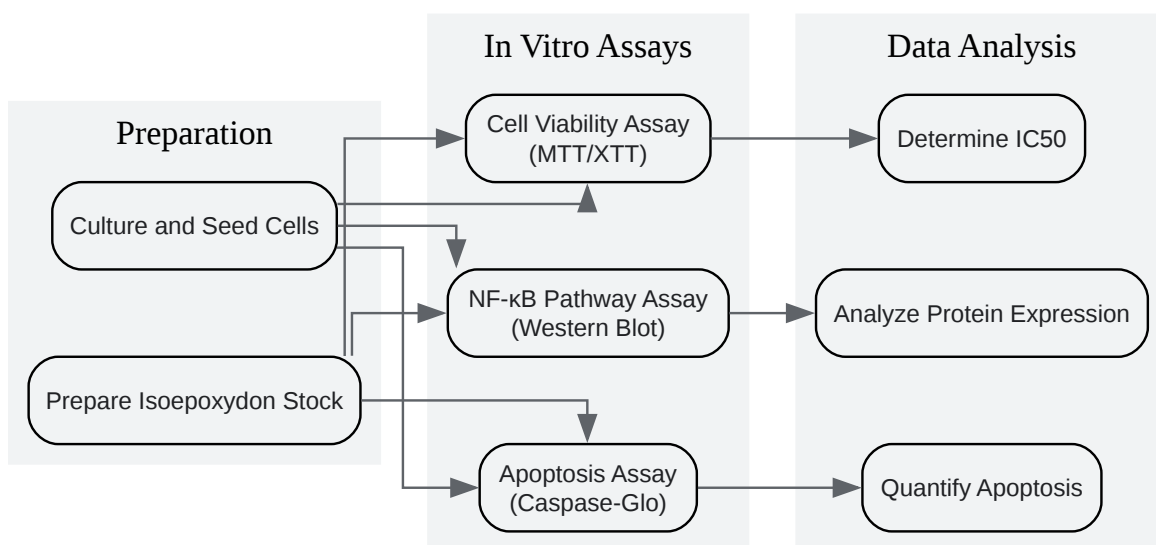 Preparation
Culture and Seed Cells
Prepare Isoepoxydon Stock
In Vitro Assays
Cell Viability Assay
(MTT/XTT)
NF-κB Pathway Assay
(Western Blot)
Apoptosis Assay
(Caspase-Glo)
Data Analysis
Determine IC50
Analyze Protein Expression
Quantify Apoptosis